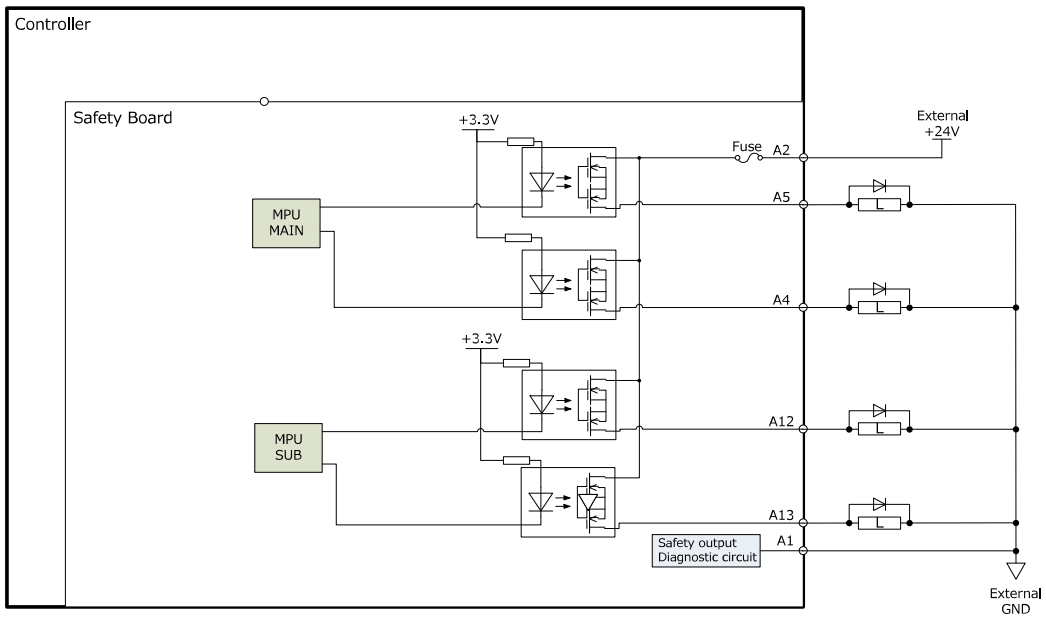 Controller
Safety Board
+3.3V
External
+24V
Fuse
A2
A5
L
MPU
MAIN
A4
L
+3.3V
A12
L
MPU
SUB
A13
L
Safety output
Diagnostic circuit
A1
External
GND